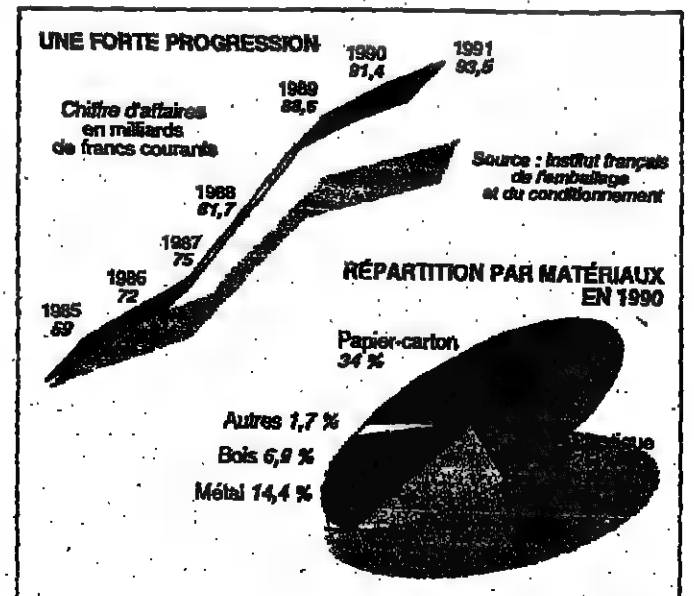 UNE FORTE PROGRESSION
Chiffre d'affaires
en milliards
de francs courants
1985
69
1986
72
1987
75
1988
81,7
1989
88,6
1990
91,4
1991
93,5
Source : Institut français
de l'emballage
et du conditionnement
RÉPARTITION PAR MATÉRIAUX
EN 1990
Papier-carton
34 %
Autres 1,7 %
Bois 6,9 %
Métal 14,4 %